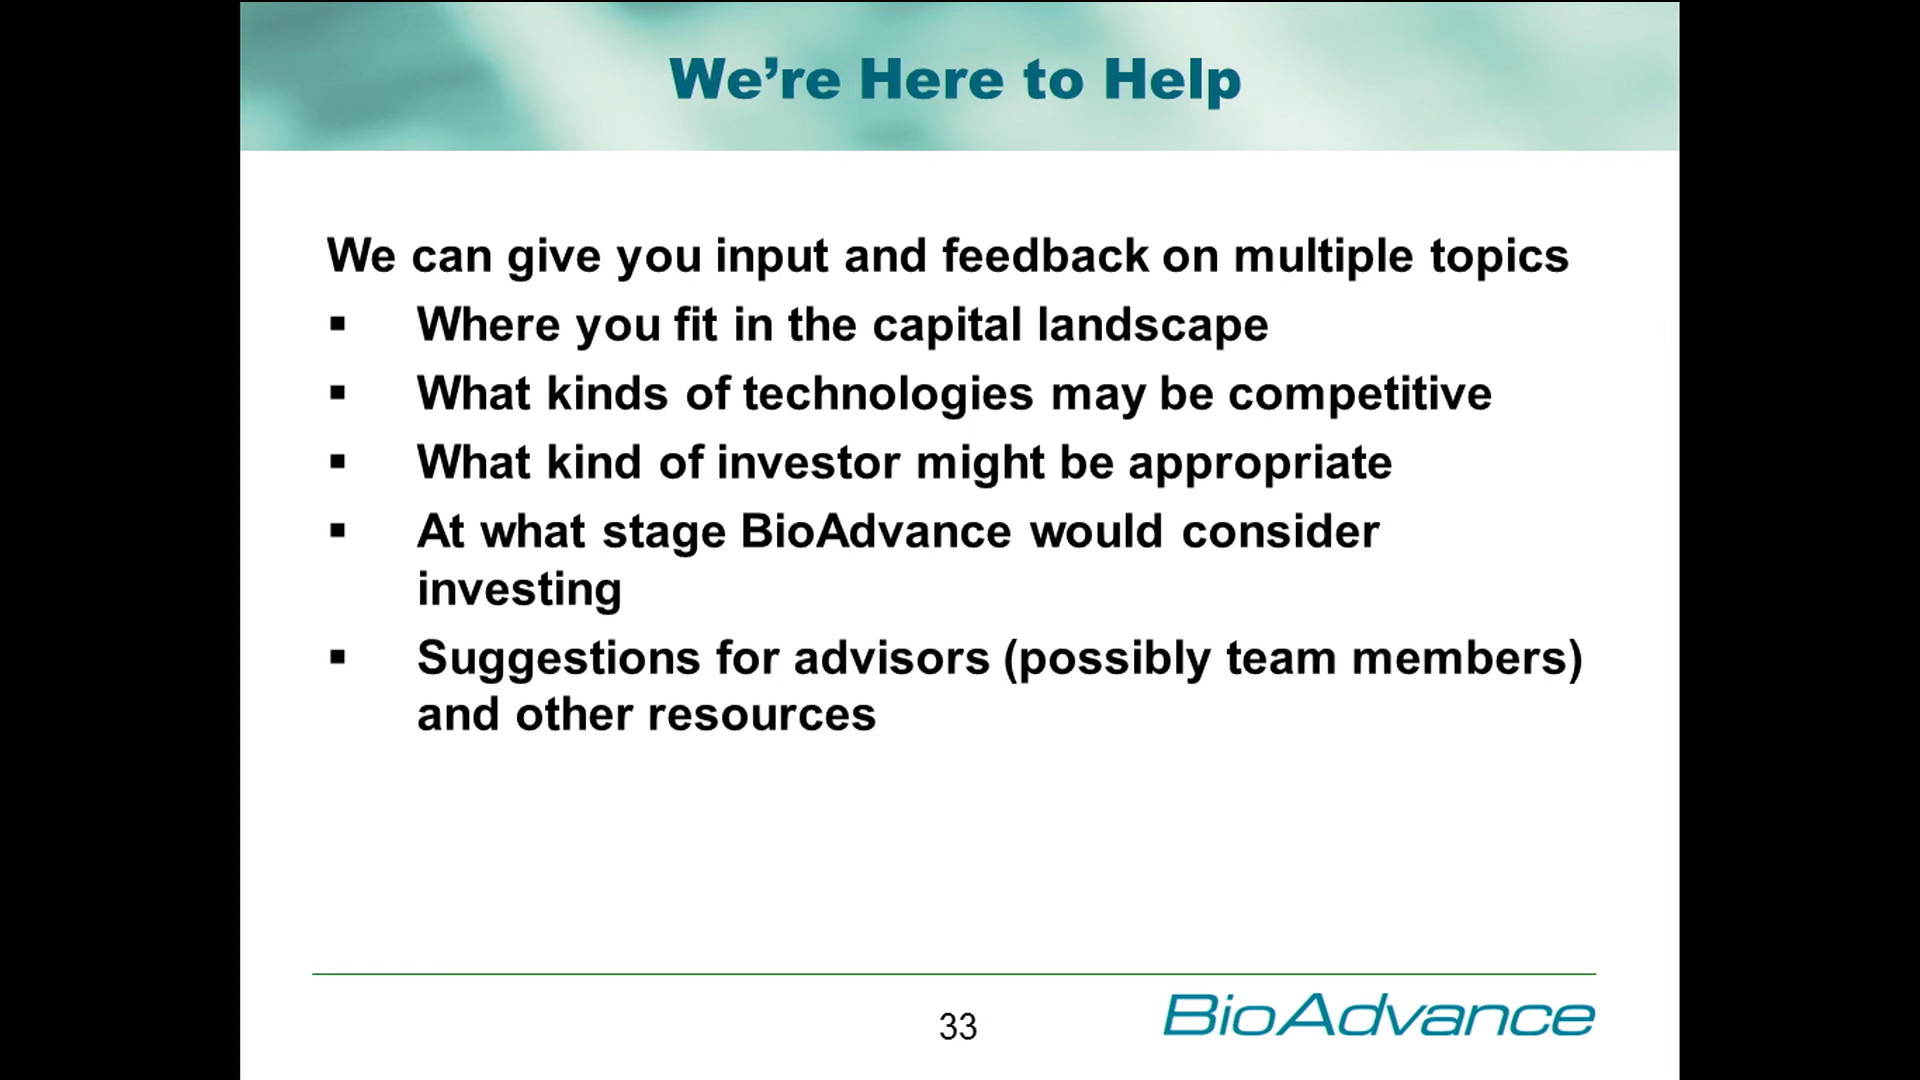 We’re Here to Help
We can give you input and feedback on multiple topics
▪ Where you fit in the capital landscape
▪ What kinds of technologies may be competitive
▪ What kind of investor might be appropriate
▪ At what stage BioAdvance would consider
investing
▪ Suggestions for advisors (possibly team members)
and other resources
33
BioAdvance